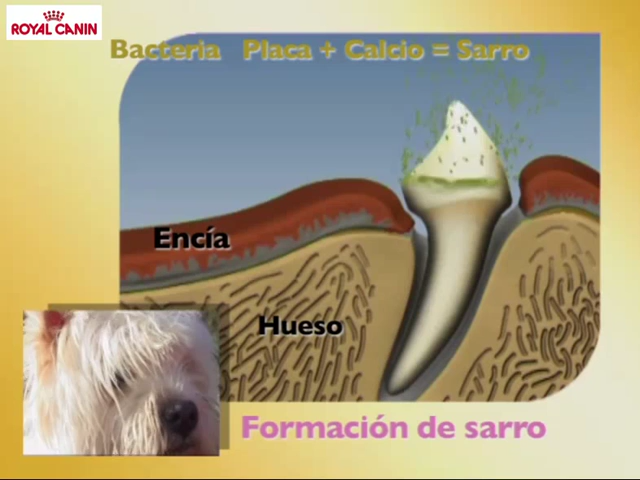 ROYAL CANIN
Bacteria Placa + Calcio = Sarro
Encía
Hueso
Formación de sarro